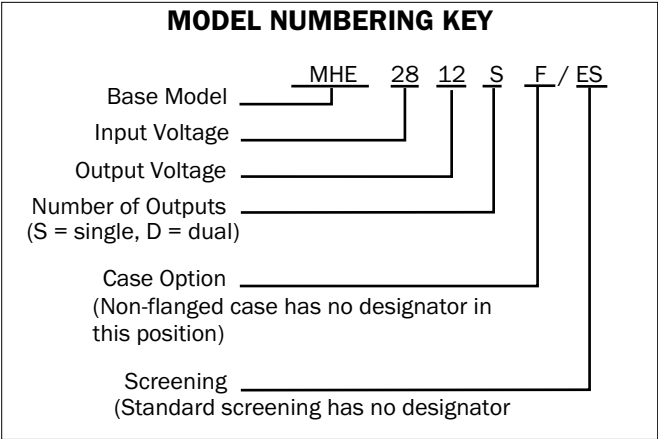 MODEL NUMBERING KEY
MHE 28 12 S F / ES
Base Model
Input Voltage
Output Voltage
Number of Outputs
(S = single, D = dual)
Case Option
(Non-flanged case has no designator in
this position)
Screening
(Standard screening has no designator